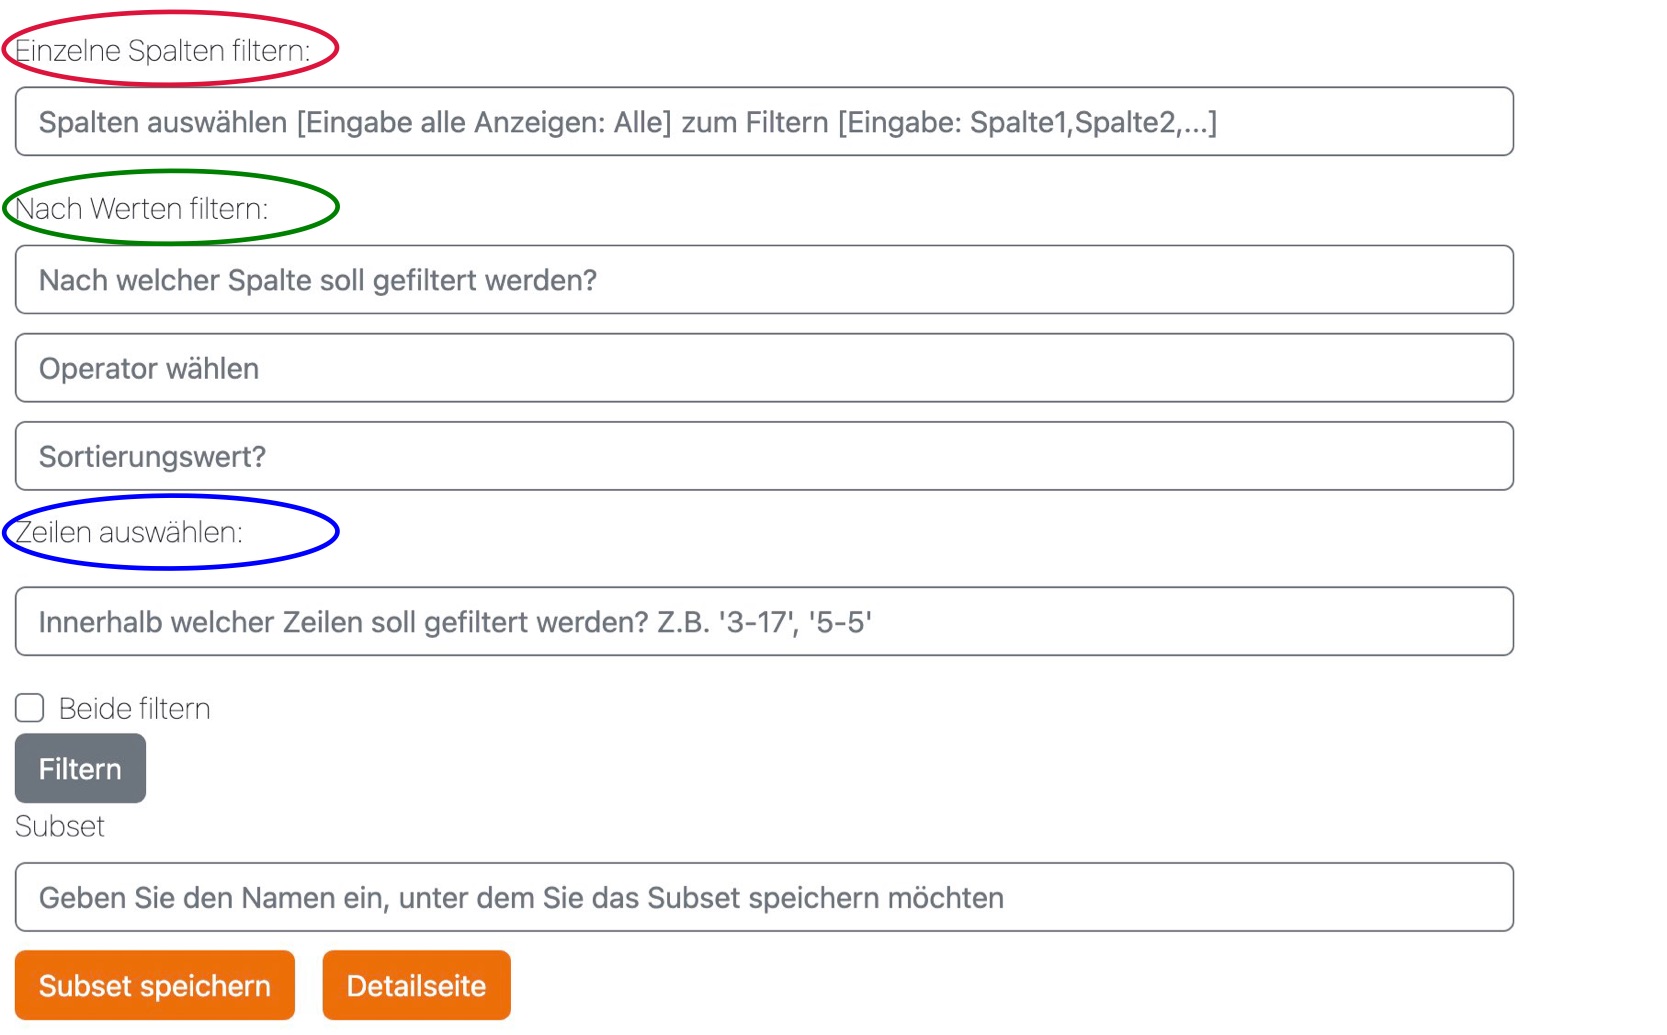 Einzelne Spalten filtern:
Spalten auswählen [Eingabe alle Anzeigen: Alle] zum Filtern [Eingabe: Spalte1,Spalte2,...]
Nach Werten filtern:
Nach welcher Spalte soll gefiltert werden?
Operator wählen
Sortierungswert?
Zeilen auswählen:
Innerhalb welcher Zeilen soll gefiltert werden? Z.B. '3-17', '5-5'
Beide filtern
Filtern
Subset
Geben Sie den Namen ein, unter dem Sie das Subset speichern möchten
Subset speichern Detailseite